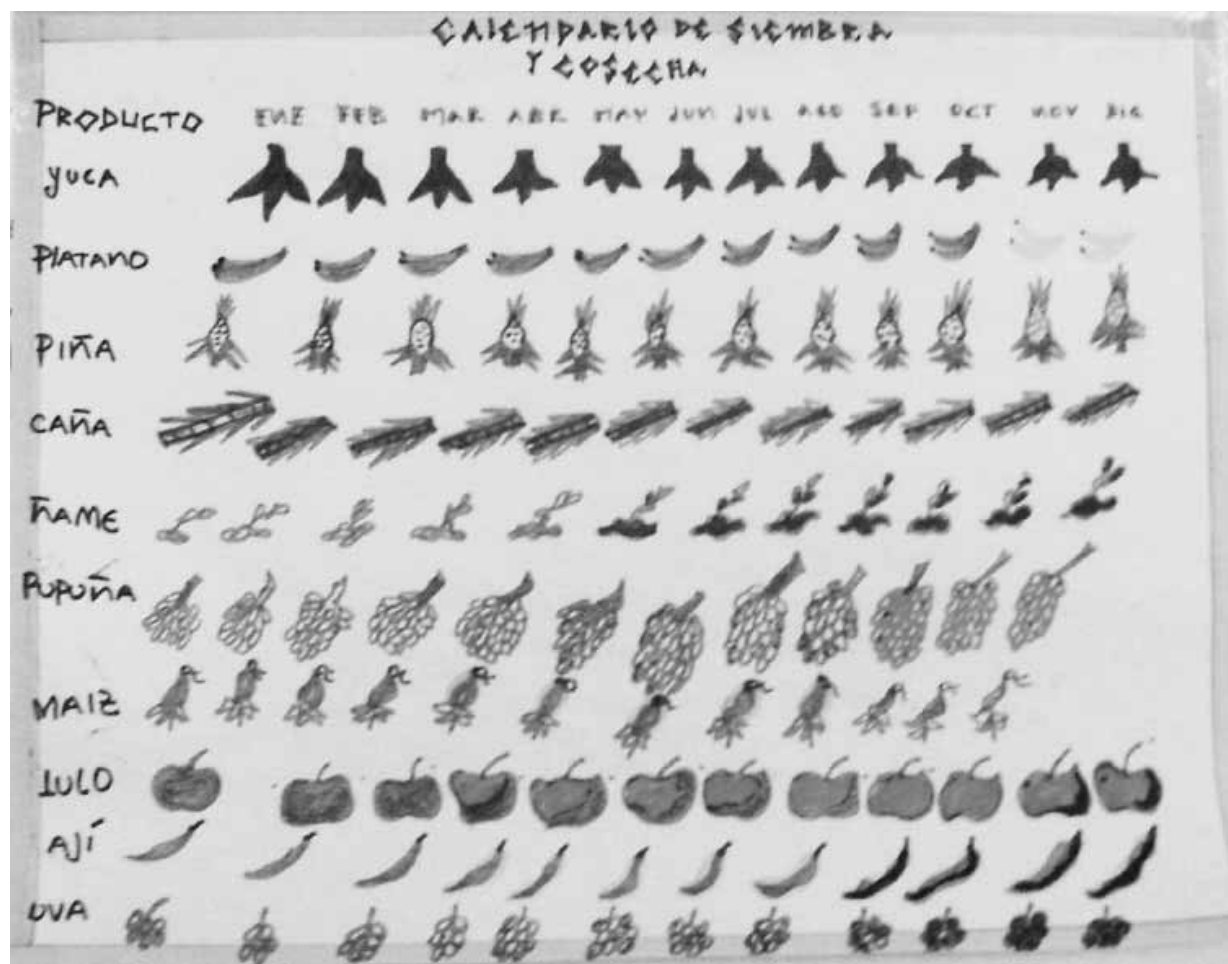 CALENDARIO DE SIEMBRA
Y COSECHA
PRODUCTO ENE FEB MAR ABR MAY JUN JUL AGO SEP OCT NOV DIC
YUCA
PLATANO
PIÑA
CAÑA
ÑAME
PUPUÑA
MAIZ
LULO
AJÍ
UVA